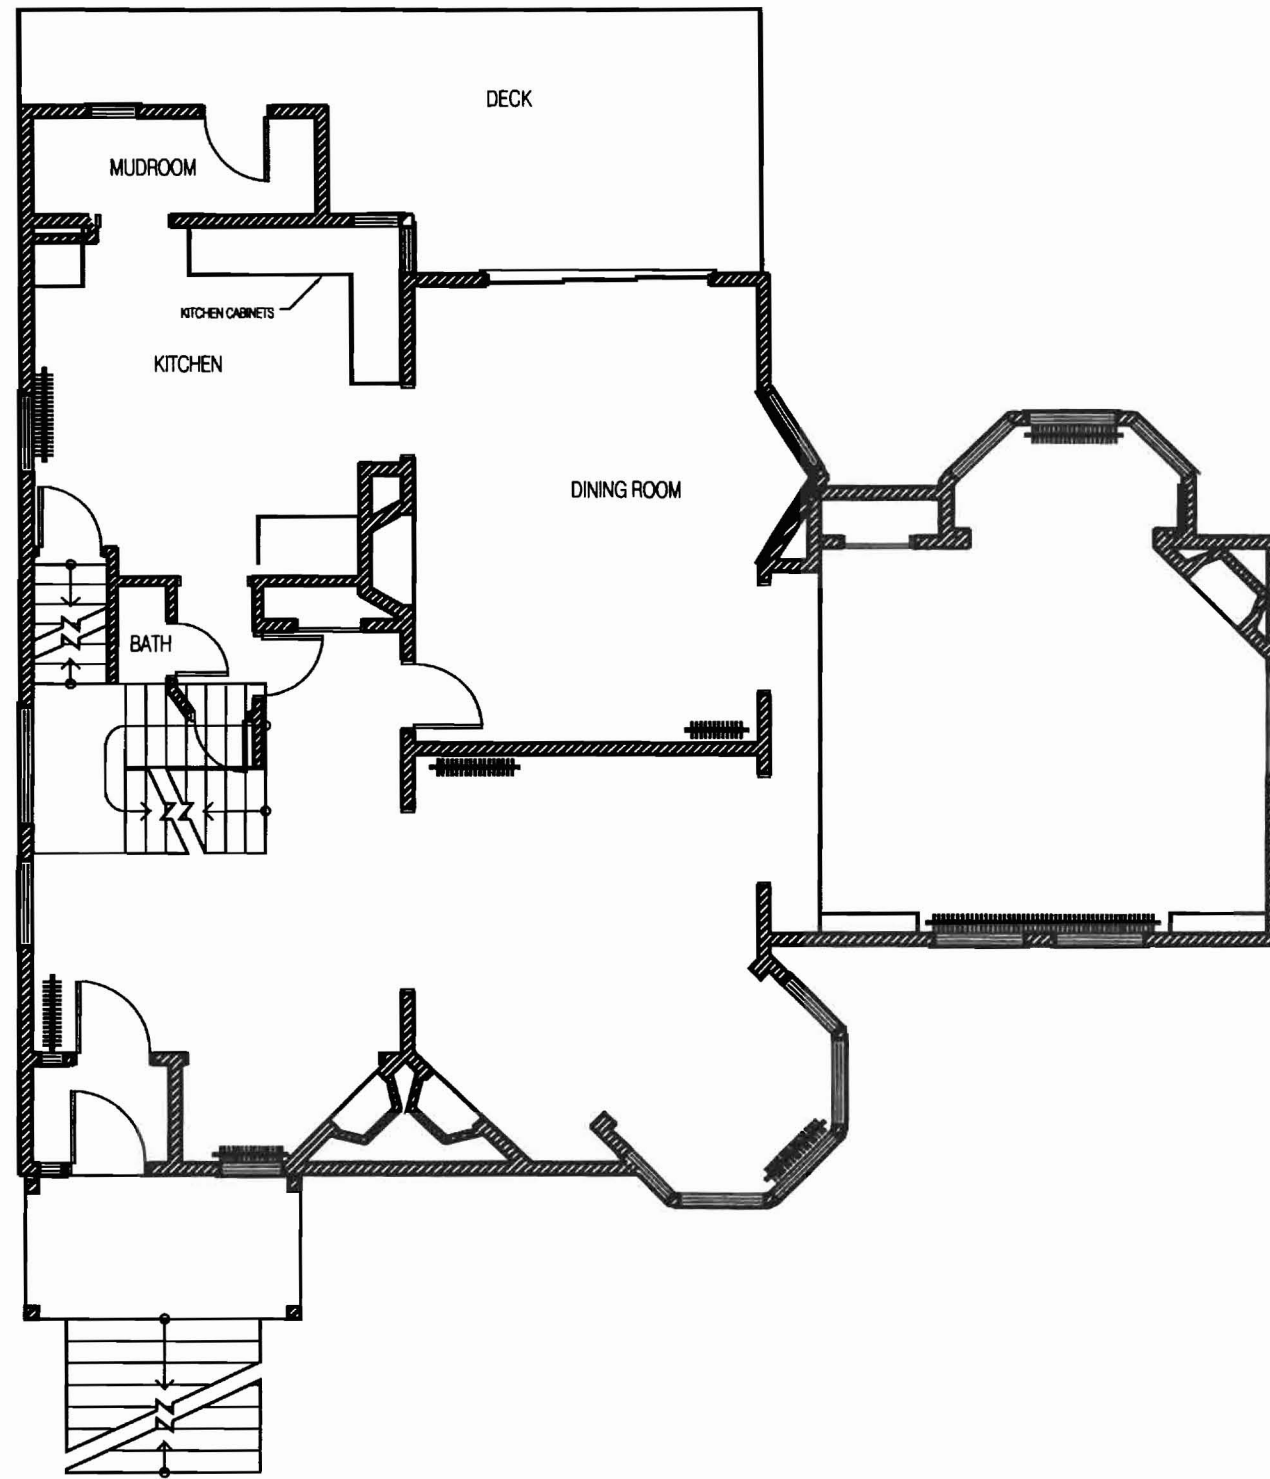 DECK
MUDROOM
KITCHEN CABINETS
KITCHEN
DINING ROOM
BATH